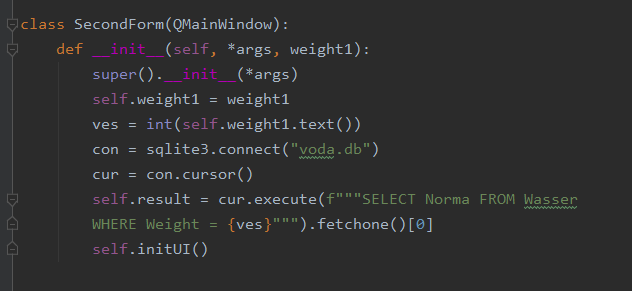 class SecondForm(QMainWindow):
    def __init__(self, *args, weight1):
        super().__init__(*args)
        self.weight1 = weight1
        ves = int(self.weight1.text())
        con = sqlite3.connect("voda.db")
        cur = con.cursor()
        self.result = cur.execute(f"""SELECT Norma FROM Wasser
        WHERE Weight = {ves}""").fetchone()[0]
        self.initUI()